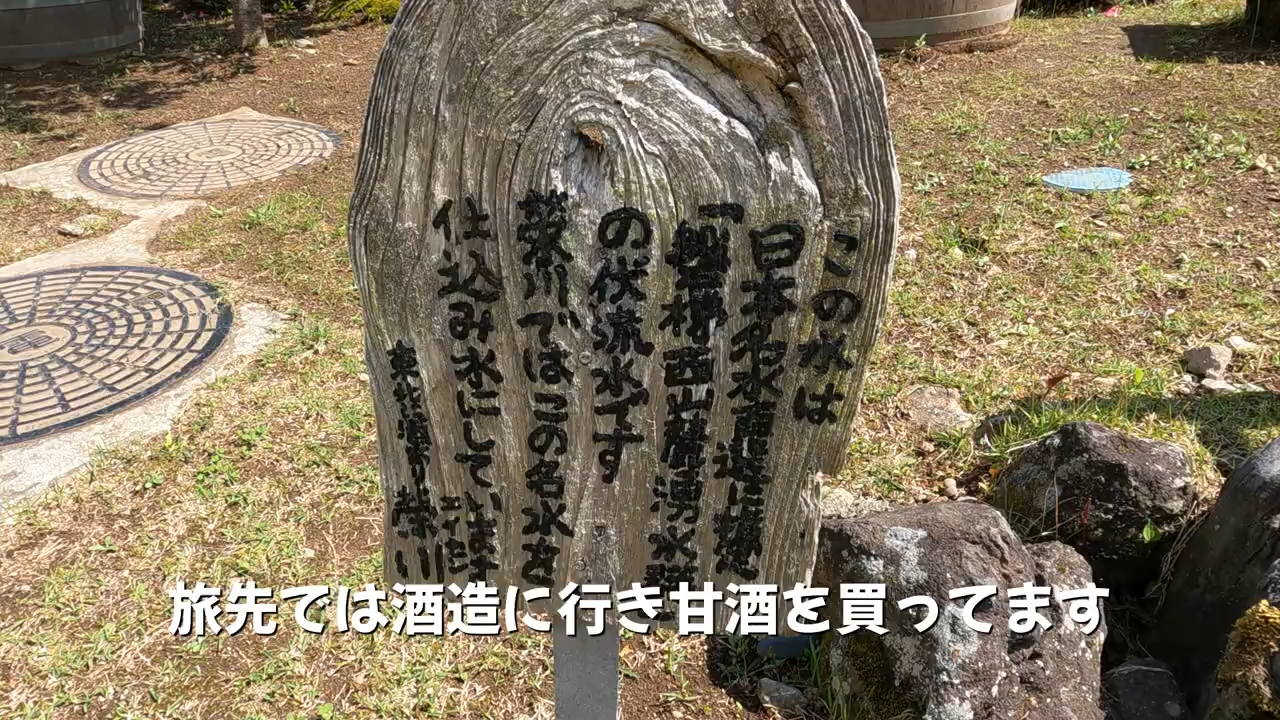 この水は
日本名水百選に
「磐梯西山麓湧水群
の伏流水です
榮川ではこの名水を
仕込み水にしています
榮川
旅先では酒造に行き甘酒を買ってます